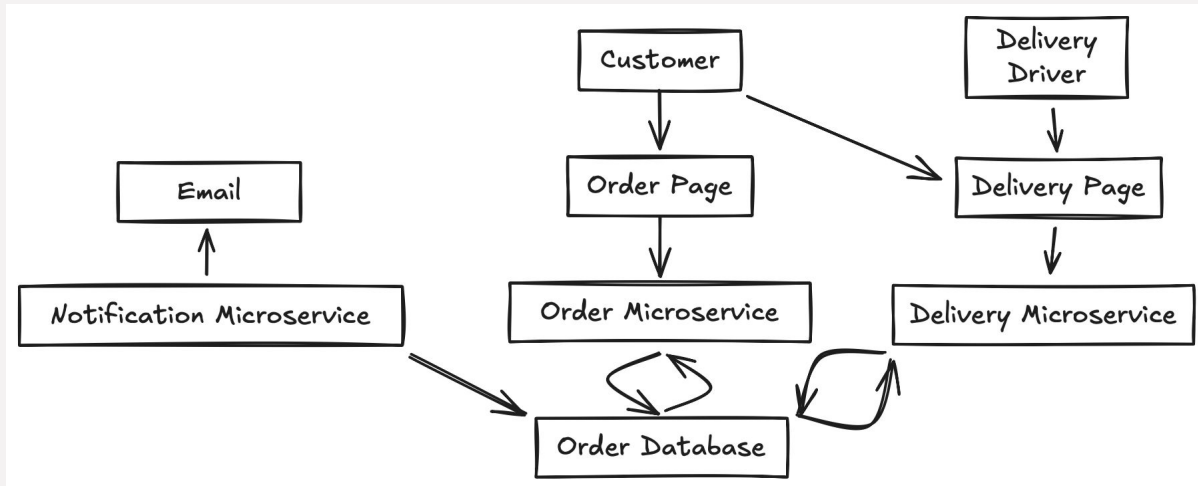 Customer
Delivery
Driver
Email
Order Page
Delivery Page
Notification Microservice
Order Microservice
Delivery Microservice
Order Database